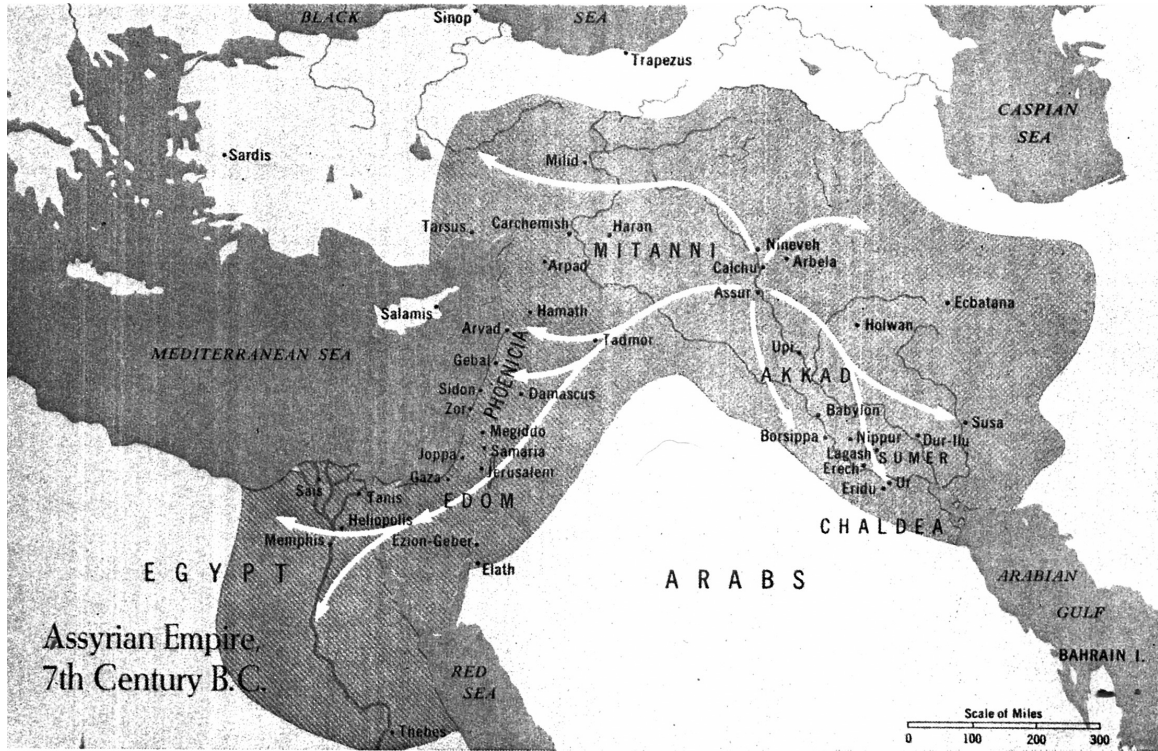 BLACK
SEA
Sinop
Trapezus
CASPIAN
SEA
Sardis
Milid
Tarsus
Carchemish
Haran
MITANNI
Nineveh
Calchu
Arbela
Arpad
Assur
Salamis
Hamath
Ecbatana
Arvad
Holwan
Tadmor
MEDITERRANEAN SEA
Gebal
PHOENICIA
Upi
AKKAD
Sidon
Damascus
Zor
Babylon
Susa
Megiddo
Borsippa
Nippur
Dur-Ilu
Joppa
Samaria
Lagash
SUMER
Jerusalem
Erech
Gaza
Ur
Eridu
Sais
Tanis
EDOM
Heliopolis
CHALDEA
Memphis
Ezion-Geber
Elath
EGYPT
ARABS
ARABIAN
GULF
Assyrian Empire,
7th Century B.C.
BAHRAIN I.
RED
SEA
Thebes
Scale of Miles
0 100 200 300